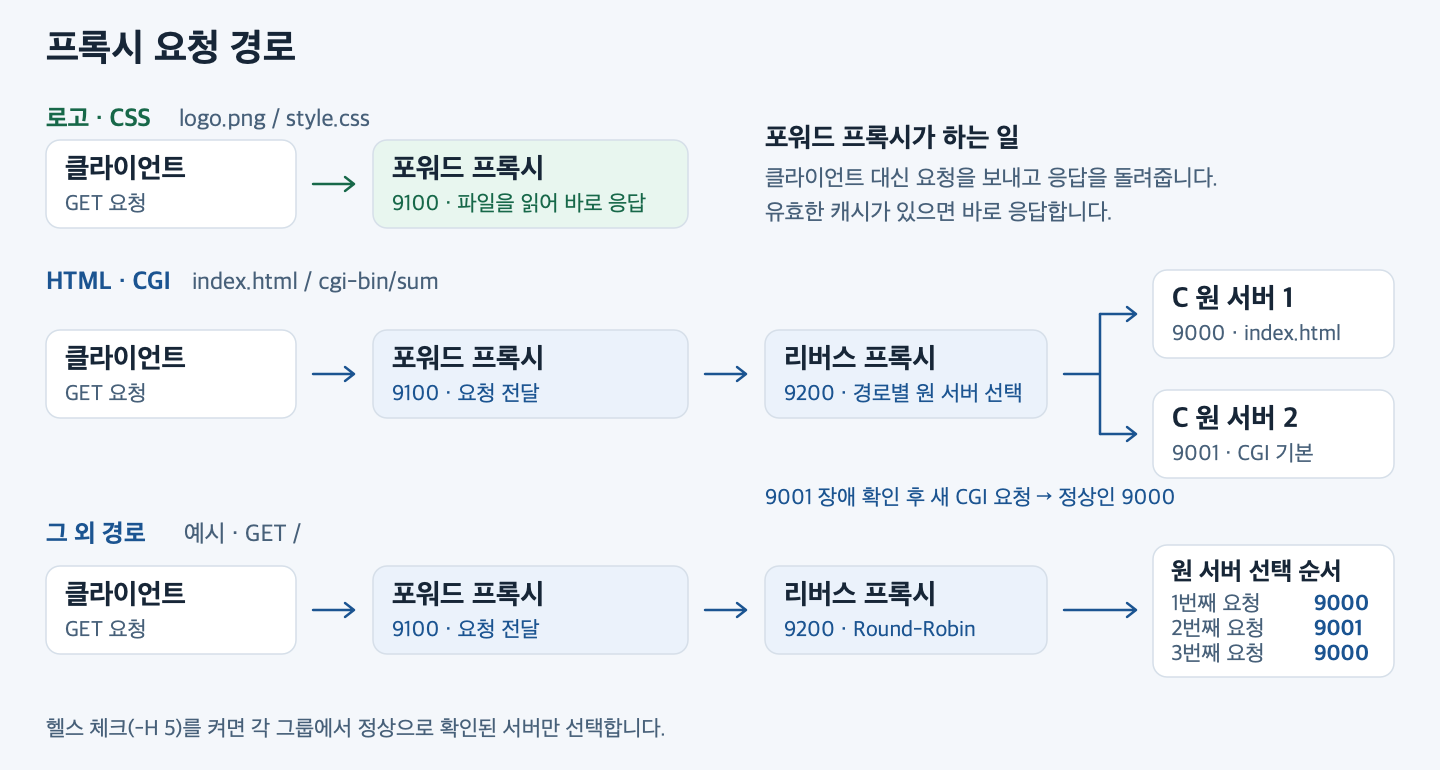 프록시 요청 경로
로고 · CSS logo.png / style.css
클라이언트
GET 요청
포워드 프록시
9100 · 파일을 읽어 바로 응답
포워드 프록시가 하는 일
클라이언트 대신 요청을 보내고 응답을 돌려줍니다.
유효한 캐시가 있으면 바로 응답합니다.
HTML · CGI index.html / cgi-bin/sum
클라이언트
GET 요청
포워드 프록시
9100 · 요청 전달
리버스 프록시
9200 · 경로별 원 서버 선택
C 원 서버 1
9000 · index.html
C 원 서버 2
9001 · CGI 기본
9001 장애 확인 후 새 CGI 요청 → 정상인 9000
그 외 경로 예시 · GET /
클라이언트
GET 요청
포워드 프록시
9100 · 요청 전달
리버스 프록시
9200 · Round-Robin
원 서버 선택 순서
1번째 요청 9000
2번째 요청 9001
3번째 요청 9000
헬스 체크(-H 5)를 켜면 각 그룹에서 정상으로 확인된 서버만 선택합니다.